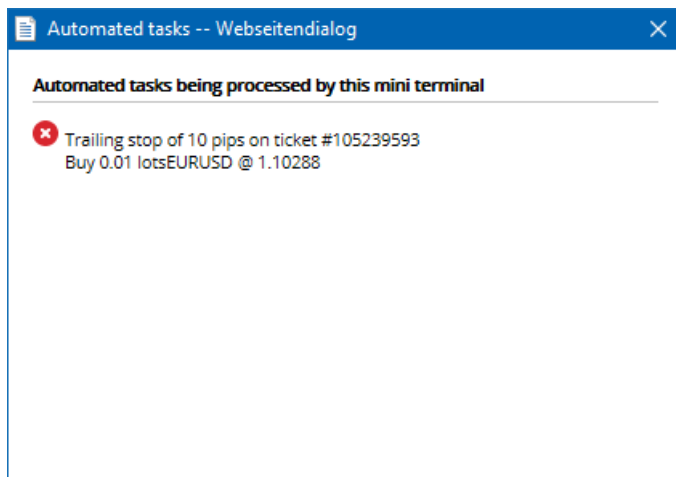 Automated tasks -- Webseitendialog
Automated tasks being processed by this mini terminal
Trailing stop of 10 pips on ticket #105239593
Buy 0.01 lotsEURUSD @ 1.10288